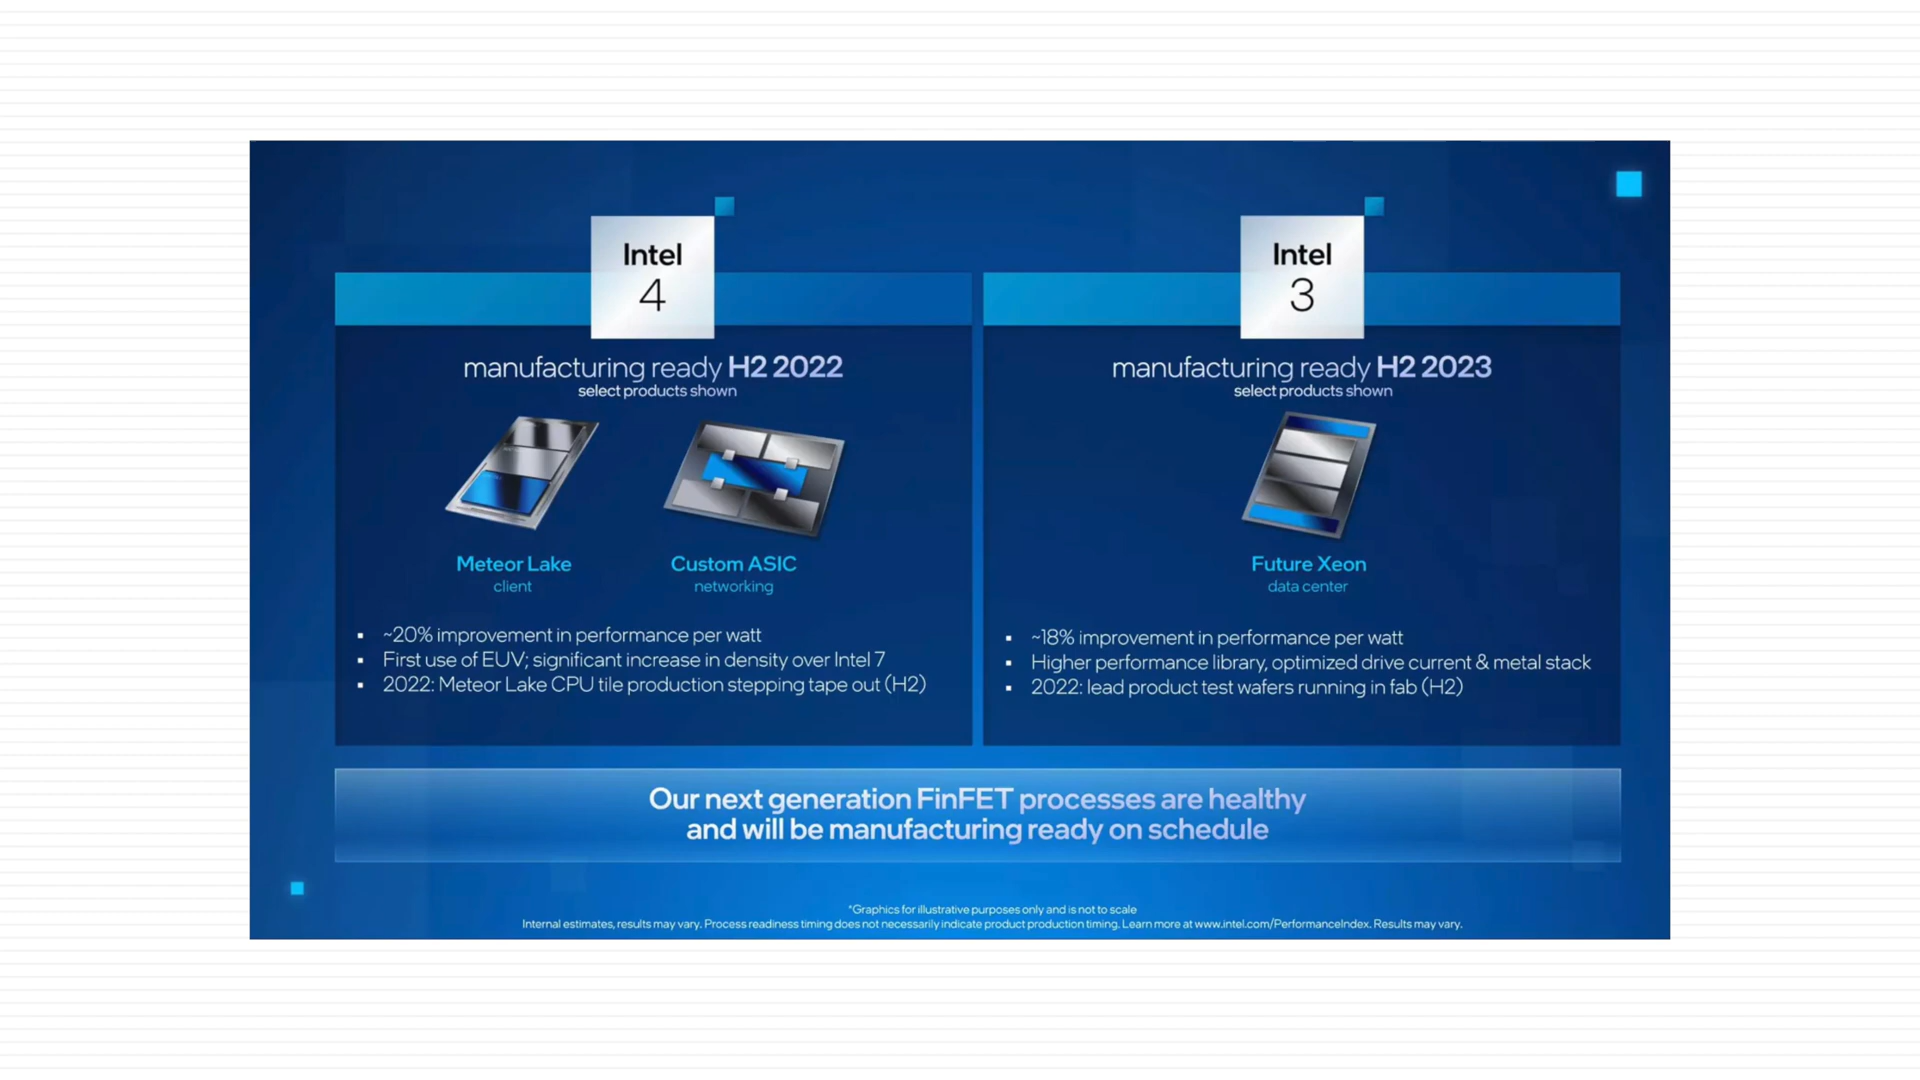 Intel
4
manufacturing ready H2 2022
select products shown
Meteor Lake
client
Custom ASIC
networking
▪ ~20% improvement in performance per watt
▪ First use of EUV; significant increase in density over Intel 7
▪ 2022: Meteor Lake CPU tile production stepping tape out (H2)
Intel
3
manufacturing ready H2 2023
select products shown
Future Xeon
data center
▪ ~18% improvement in performance per watt
▪ Higher performance library, optimized drive current & metal stack
▪ 2022: lead product test wafers running in fab (H2)
Our next generation FinFET processes are healthy
and will be manufacturing ready on schedule
*Graphics for illustrative purposes only and is not to scale
Internal estimates, results may vary. Process readiness timing does not necessarily indicate product production timing. Learn more at www.intel.com/PerformanceIndex. Results may vary.